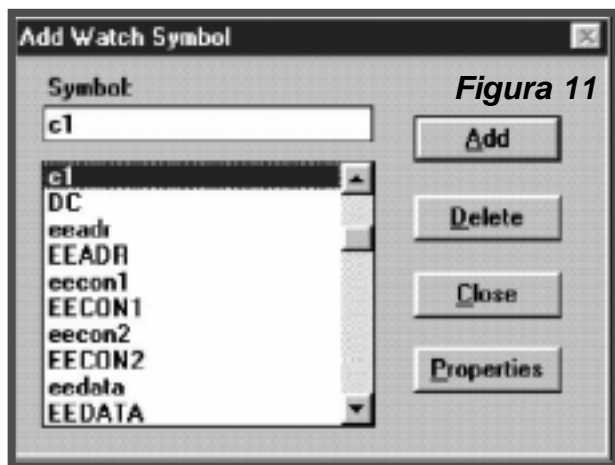 Add Watch Symbol
Symbol:
Figura 11
c1
Add
c1
DC
eeadr
EEADR
eecon1
EECON1
eecon2
EECON2
eedata
EEDATA
Delete
Close
Properties